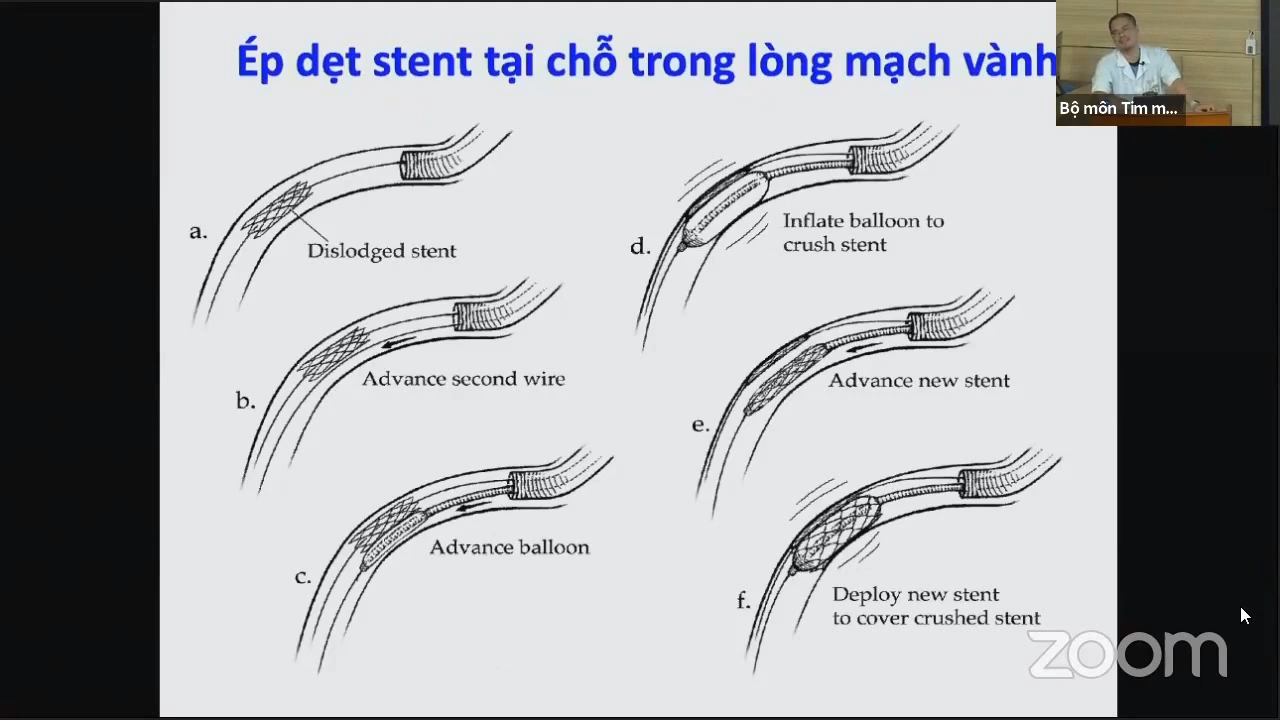 Ép dẹt stent tại chỗ trong lòng mạch vành
Bộ môn Tim m...
a.
Dislodged stent
b.
Advance second wire
c.
Advance balloon
d.
Inflate balloon to
crush stent
e.
Advance new stent
f.
Deploy new stent
to cover crushed stent
zoom